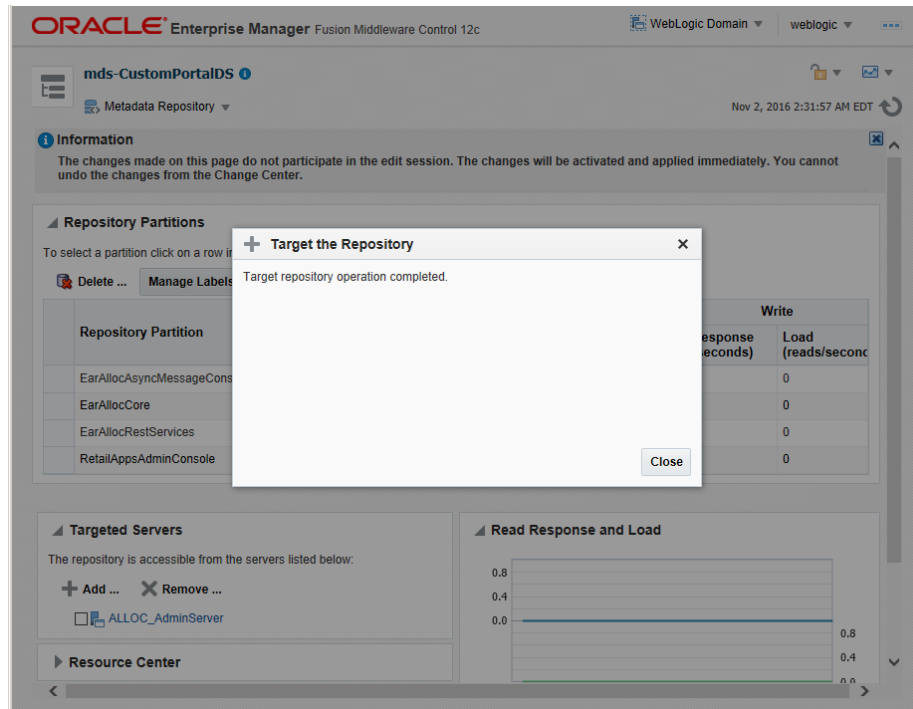 ORACLE Enterprise Manager Fusion Middleware Control 12c
WebLogic Domain
weblogic
mds-CustomPortalDS
Metadata Repository
Nov 2, 2016 2:31:57 AM EDT
Information
The changes made on this page do not participate in the edit session. The changes will be activated and applied immediately. You cannot
undo the changes from the Change Center.
Repository Partitions
To select a partition click on a row
Delete ...
Manage Labels
Write
Repository Partition
Load
(reads/second
EarAllocAsyncMessageCons
0
EarAllocCore
0
EarAllocRestServices
0
RetailAppsAdminConsole
0
Target the Repository
Target repository operation completed.
Close
Targeted Servers
The repository is accessible from the servers listed below:
Add ...
Remove ...
ALLOC_AdminServer
Resource Center
Read Response and Load
0.8
0.4
0.0
0.8
0.4